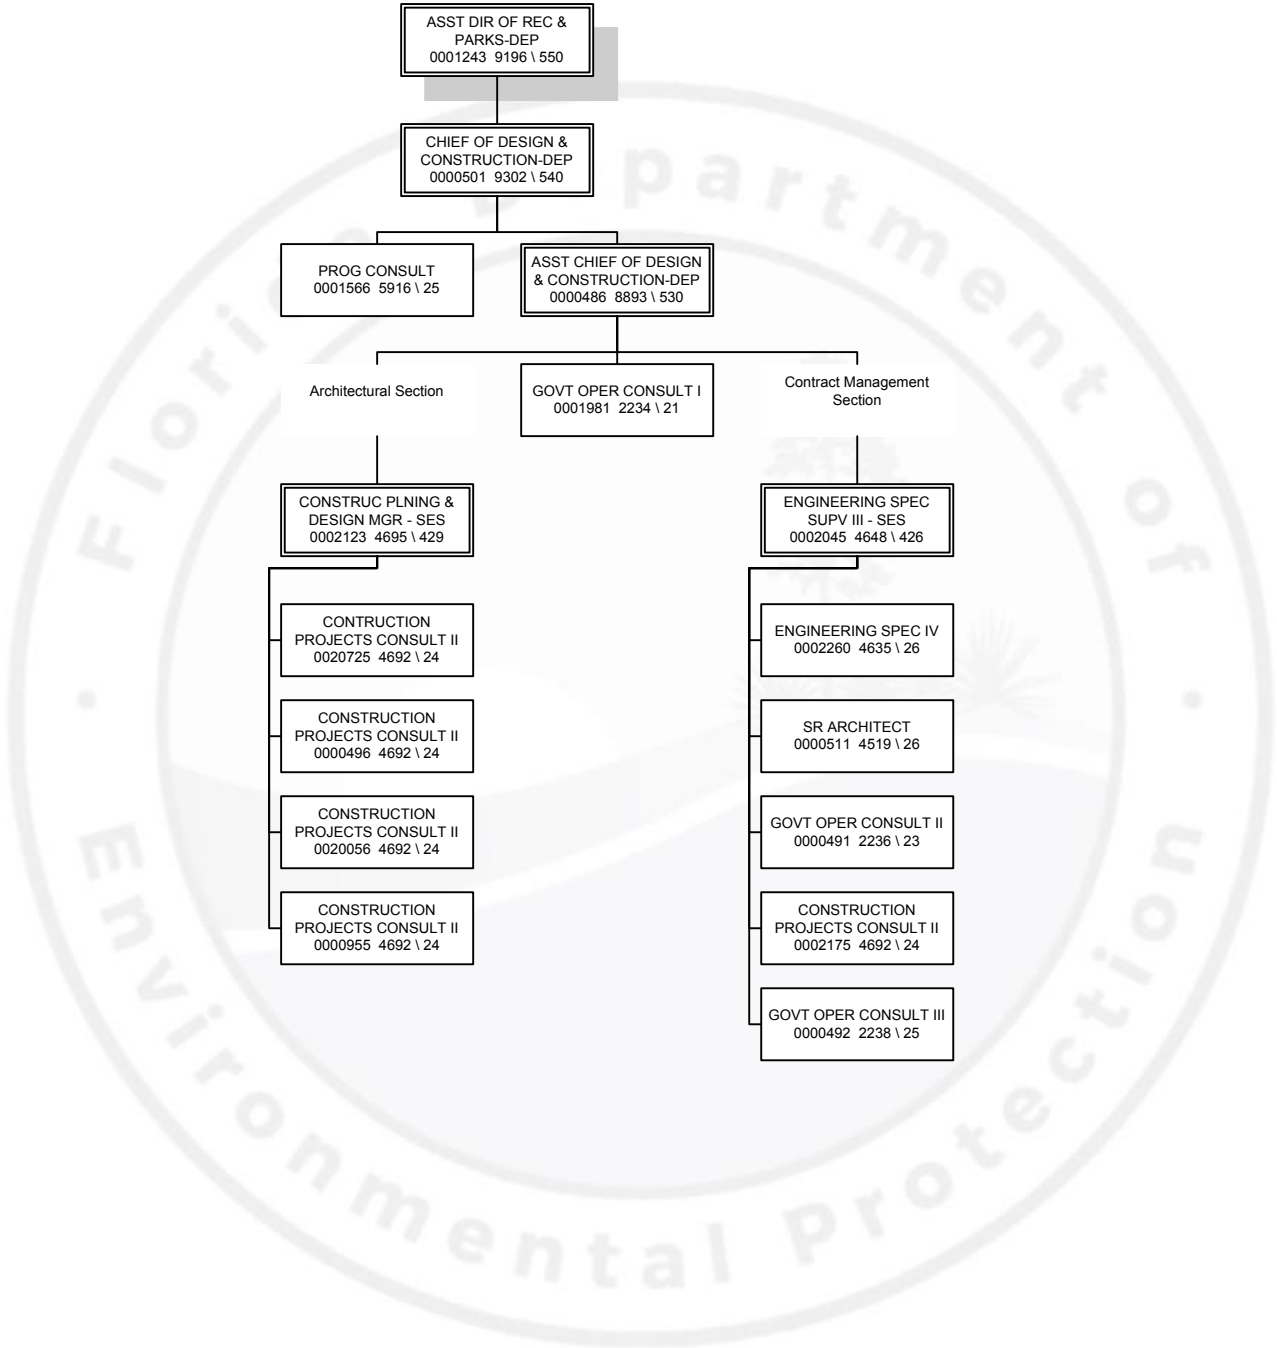 ASST DIR OF REC &
PARKS-DEP
0001243 9196 \ 550
CHIEF OF DESIGN &
CONSTRUCTION-DEP
0000501 9302 \ 540
PROG CONSULT
0001566 5916 \ 25
ASST CHIEF OF DESIGN
& CONSTRUCTION-DEP
0000486 8893 \ 530
Architectural Section
GOVT OPER CONSULT I
0001981 2234 \ 21
Contract Management
Section
CONSTRUC PLNING &
DESIGN MGR - SES
0002123 4695 \ 429
CONTRUCTION
PROJECTS CONSULT II
0020725 4692 \ 24
CONSTRUCTION
PROJECTS CONSULT II
0000496 4692 \ 24
CONSTRUCTION
PROJECTS CONSULT II
0020056 4692 \ 24
CONSTRUCTION
PROJECTS CONSULT II
0000955 4692 \ 24
ENGINEERING SPEC
SUPV III - SES
0002045 4648 \ 426
ENGINEERING SPEC IV
0002260 4635 \ 26
SR ARCHITECT
0000511 4519 \ 26
GOVT OPER CONSULT II
0000491 2236 \ 23
CONSTRUCTION
PROJECTS CONSULT II
0002175 4692 \ 24
GOVT OPER CONSULT III
0000492 2238 \ 25
Florida Department of
Environmental Protection